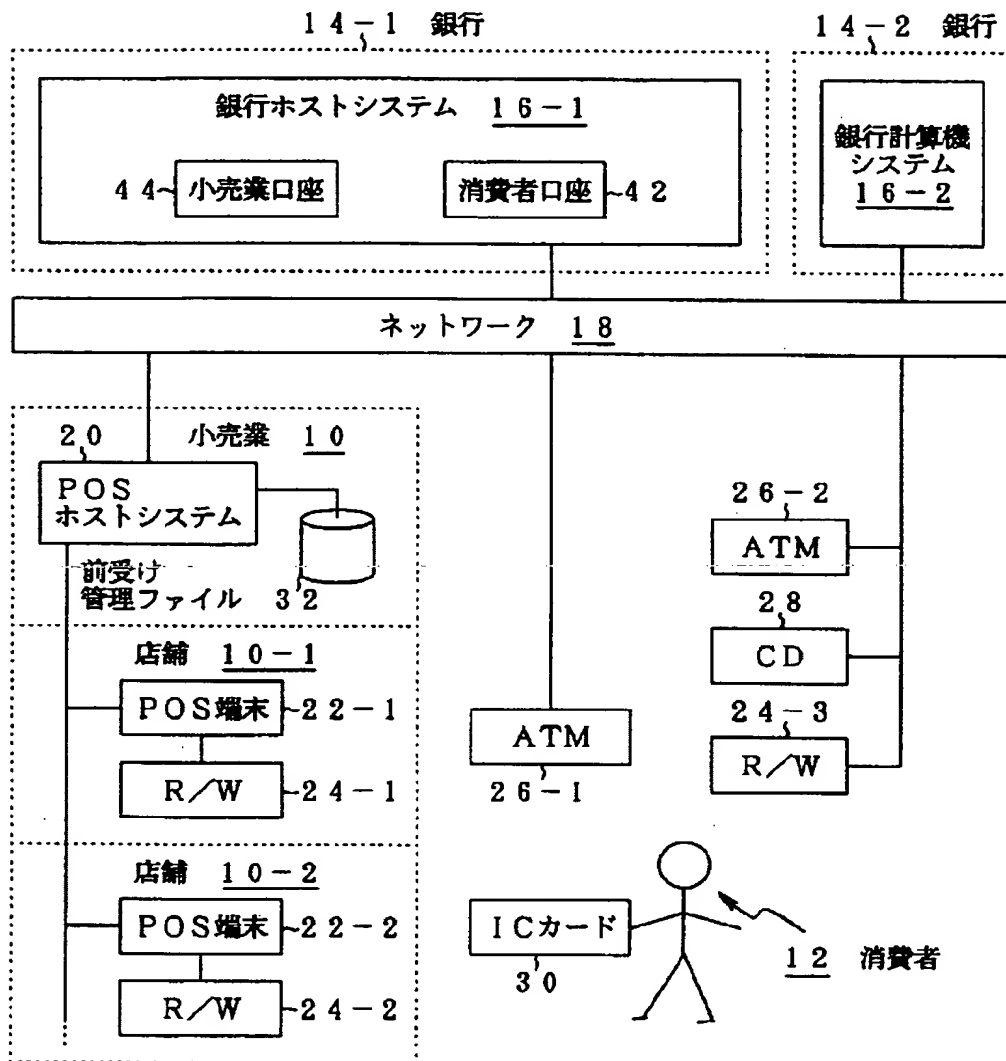 14-1 銀行
14-2 銀行
銀行ホストシステム 16-1
44 小売業口座
消費者口座 42
銀行計算機
システム
16-2
ネットワーク 18
20
小売業 10
POS
ホストシステム
前受け
管理ファイル 32
店舗 10-1
POS端末 22-1
R/W 24-1
店舗 10-2
POS端末 22-2
R/W 24-2
ATM
26-1
26-2
ATM
28
CD
24-3
R/W
ICカード
30
12 消費者